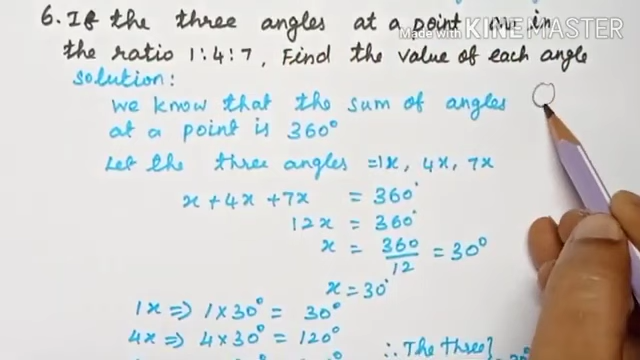 6. If the three angles at a point are in
Made with KINEMASTER
the ratio 1:4:7, Find the value of each angle
Solution:
We know that the sum of angles
at a point is 360°
Let the three angles =1x, 4x, 7x
x+4x+7x = 360°
12x = 360°
x = 360/12 = 30°
x = 30°
1x ⇒ 1×30° = 30°
4x ⇒ 4×30° = 120°
∴ The three}